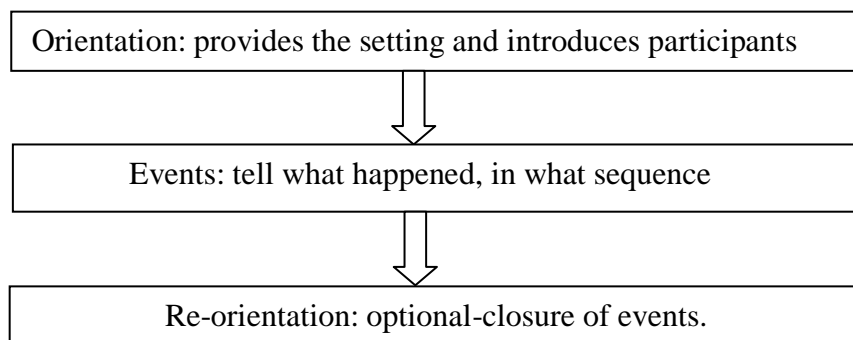 Orientation: provides the setting and introduces participants
Events: tell what happened, in what sequence
Re-orientation: optional-closure of events.